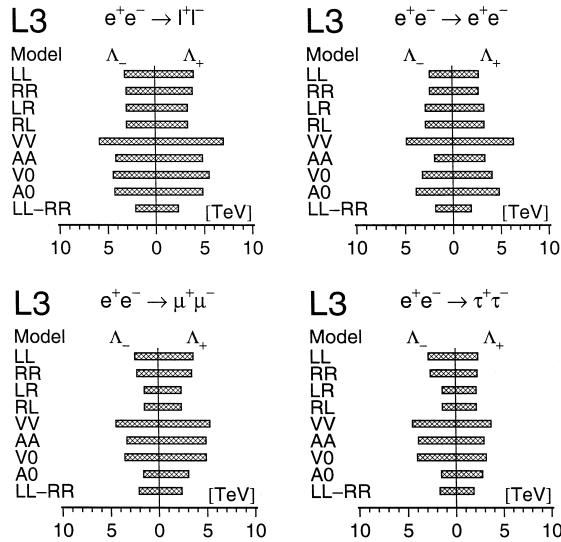 L3 e⁺e⁻ → l⁺l⁻
Model Λ₋ Λ₊
LL
RR
LR
RL
VV
AA
V0
A0
LL−RR [TeV]
10 5 0 5 10
L3 e⁺e⁻ → e⁺e⁻
Model Λ₋ Λ₊
LL
RR
LR
RL
VV
AA
V0
A0
LL−RR [TeV]
10 5 0 5 10
L3 e⁺e⁻ → μ⁺μ⁻
Model Λ₋ Λ₊
LL
RR
LR
RL
VV
AA
V0
A0
LL−RR [TeV]
10 5 0 5 10
L3 e⁺e⁻ → τ⁺τ⁻
Model Λ₋ Λ₊
LL
RR
LR
RL
VV
AA
V0
A0
LL−RR [TeV]
10 5 0 5 10